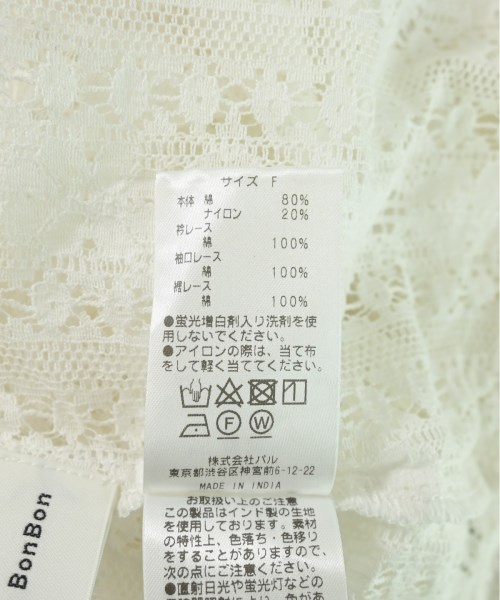 サイズ F
本体 綿 80%
ナイロン 20%
衿レース
綿 100%
袖口レース
綿 100%
裾レース
綿 100%
●蛍光増白剤入り洗剤を使
用しないでください。
●アイロンの際は、当て布
をして軽く当ててください。
株式会社パル
東京都渋谷区神宮前6-12-22
MADE IN INDIA
お取扱い上のご注意
この製品はインド製の生地
を使用しております。素材
の特性上、色落ち・色移り
をすることがありますので、
次の点にご注意ください。
●直射日光や蛍光灯などの
BonBon